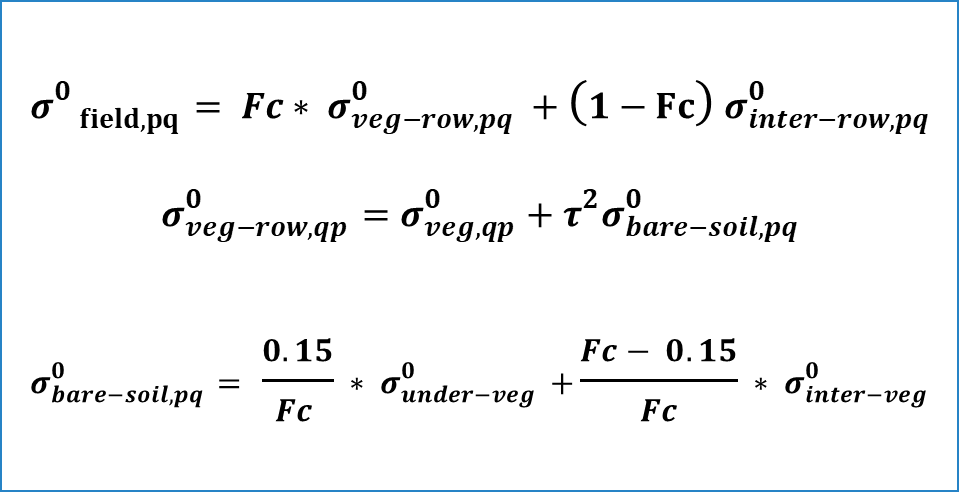 σ⁰ field,pq = Fc * σ⁰veg−row,pq + (1 − Fc) σ⁰inter−row,pq
σ⁰veg−row,qp = σ⁰veg,qp + τ²σ⁰bare−soil,pq
σ⁰bare−soil,pq = 0.15/Fc * σ⁰under−veg + Fc − 0.15/Fc * σ⁰inter−veg